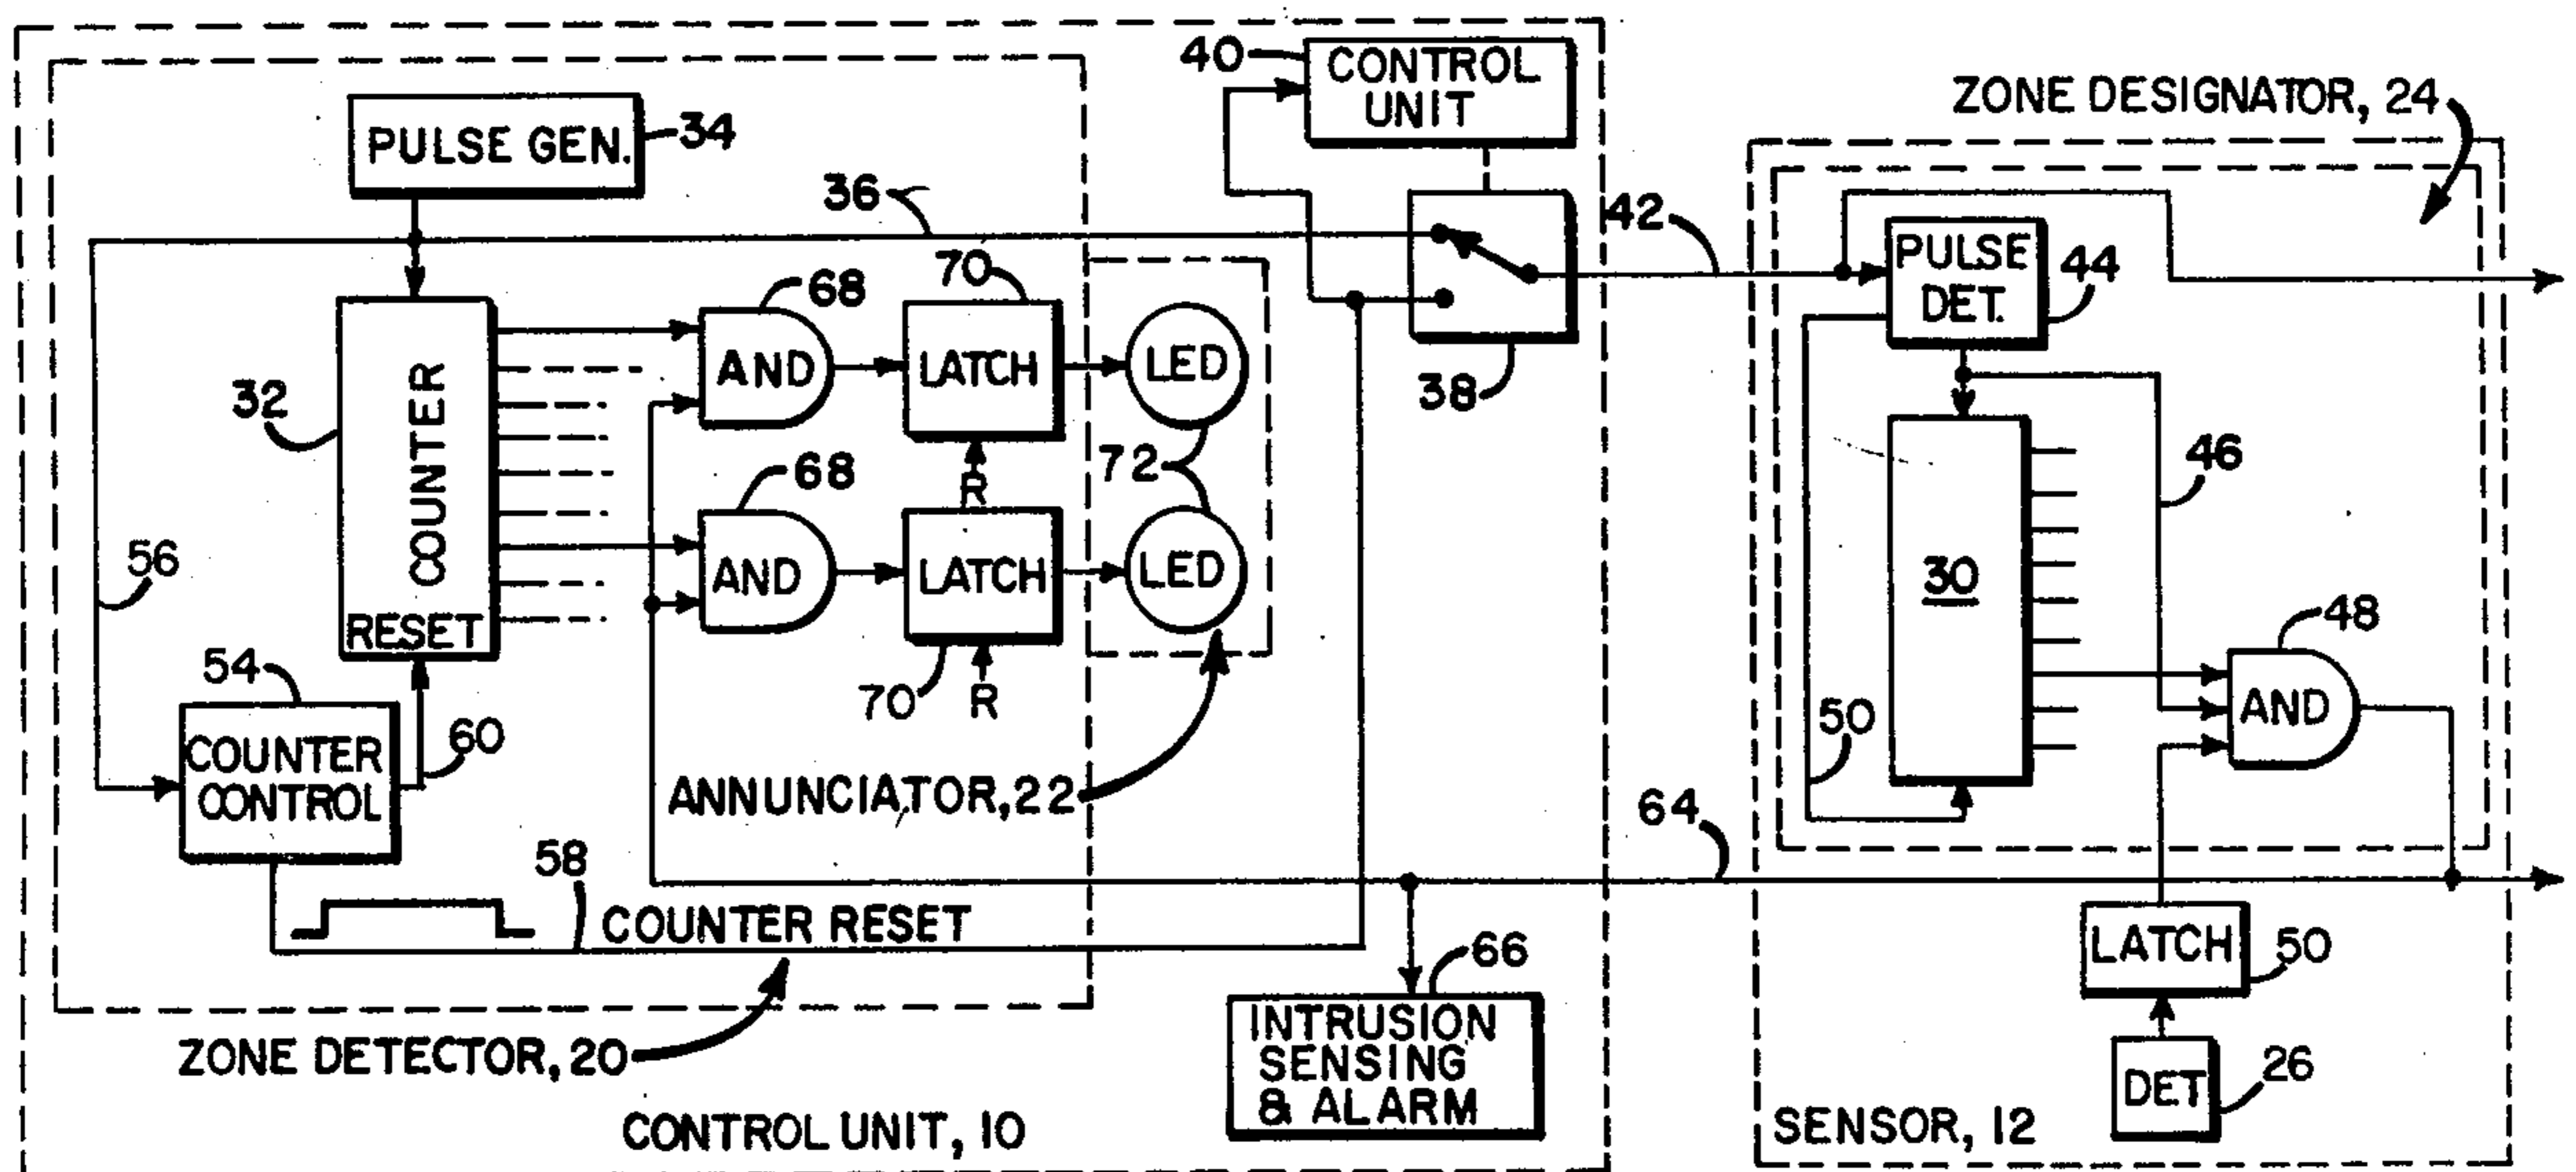 40
CONTROL
UNIT
ZONE DESIGNATOR, 24
PULSE GEN.
34
36
42
PULSE
DET.
44
32
COUNTER
RESET
68
AND
70
LATCH
R
LED
72
38
68
AND
LATCH
70
R
LED
46
30
50
48
AND
56
54
COUNTER
CONTROL
60
ANNUNCIATOR, 22
64
58
COUNTER RESET
66
INTRUSION
SENSING
& ALARM
LATCH
50
DET
26
ZONE DETECTOR, 20
CONTROL UNIT, 10
SENSOR, 12